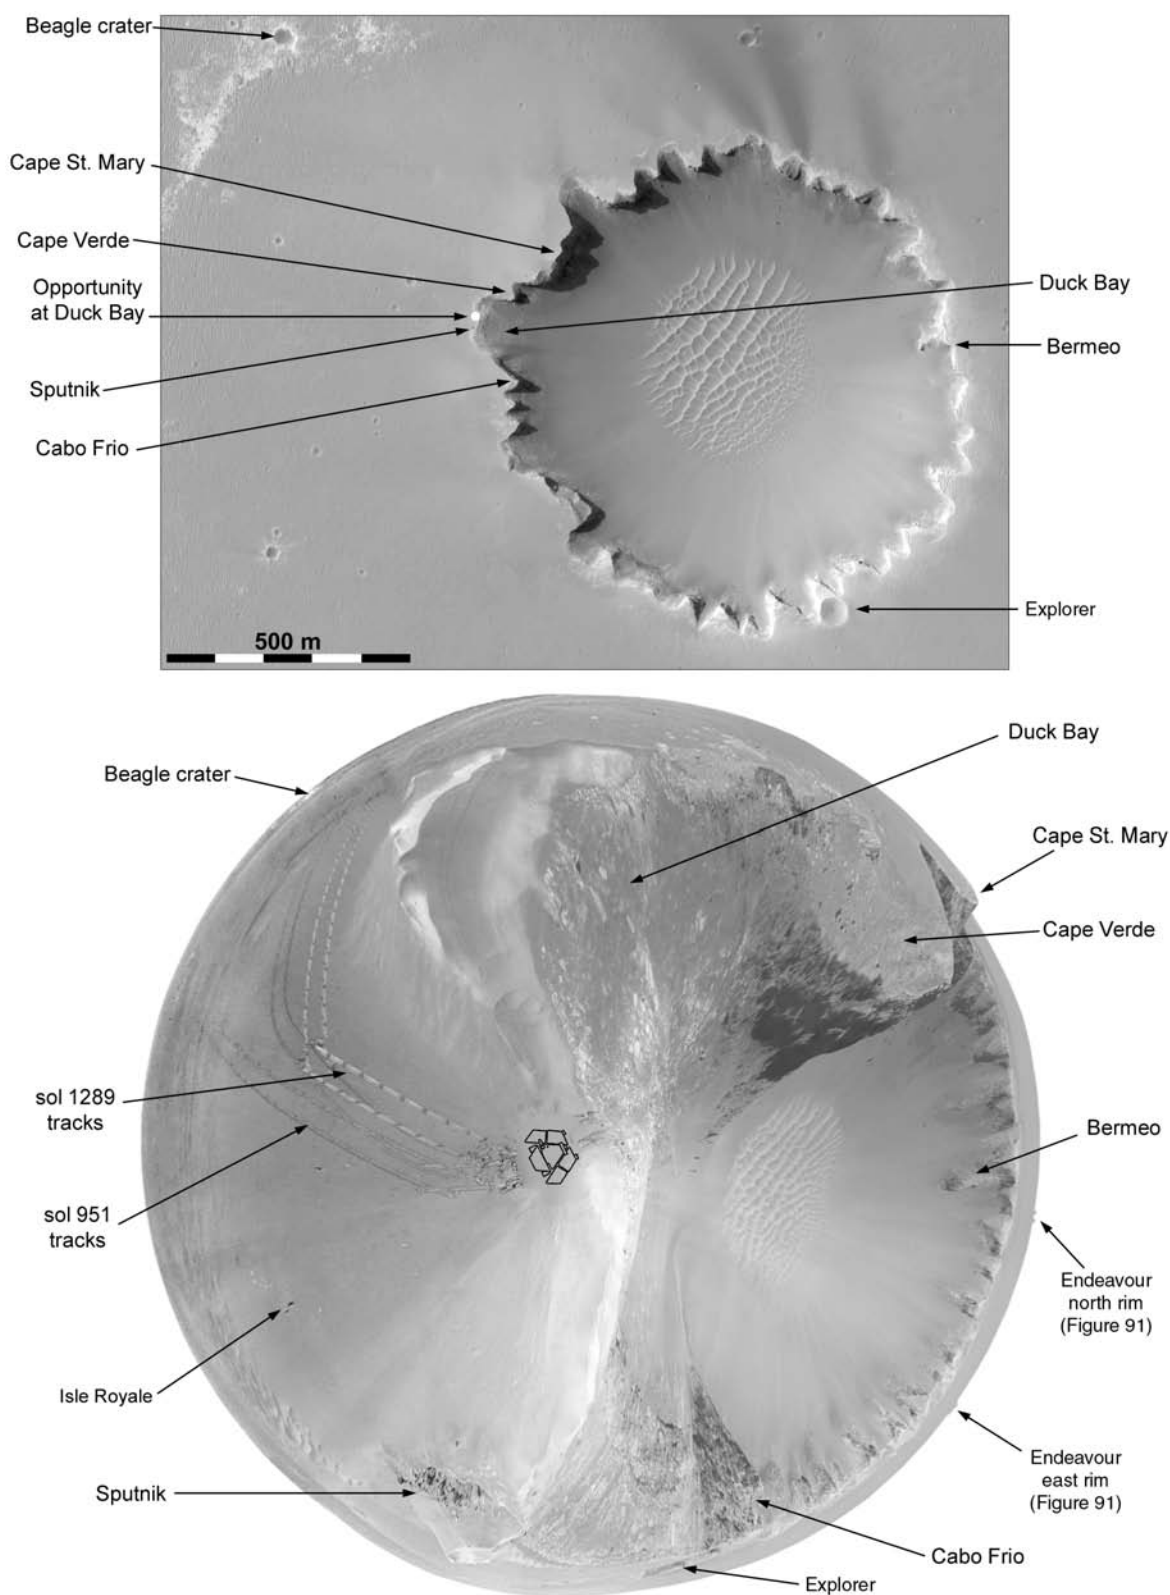 Beagle crater
Cape St. Mary
Cape Verde
Opportunity
at Duck Bay
Sputnik
Cabo Frio
Duck Bay
Bermeo
Explorer
500 m
Duck Bay
Beagle crater
Cape St. Mary
Cape Verde
sol 1289
tracks
Bermeo
sol 951
tracks
Endeavour
north rim
(Figure 91)
Isle Royale
Endeavour
east rim
(Figure 91)
Sputnik
Cabo Frio
Explorer